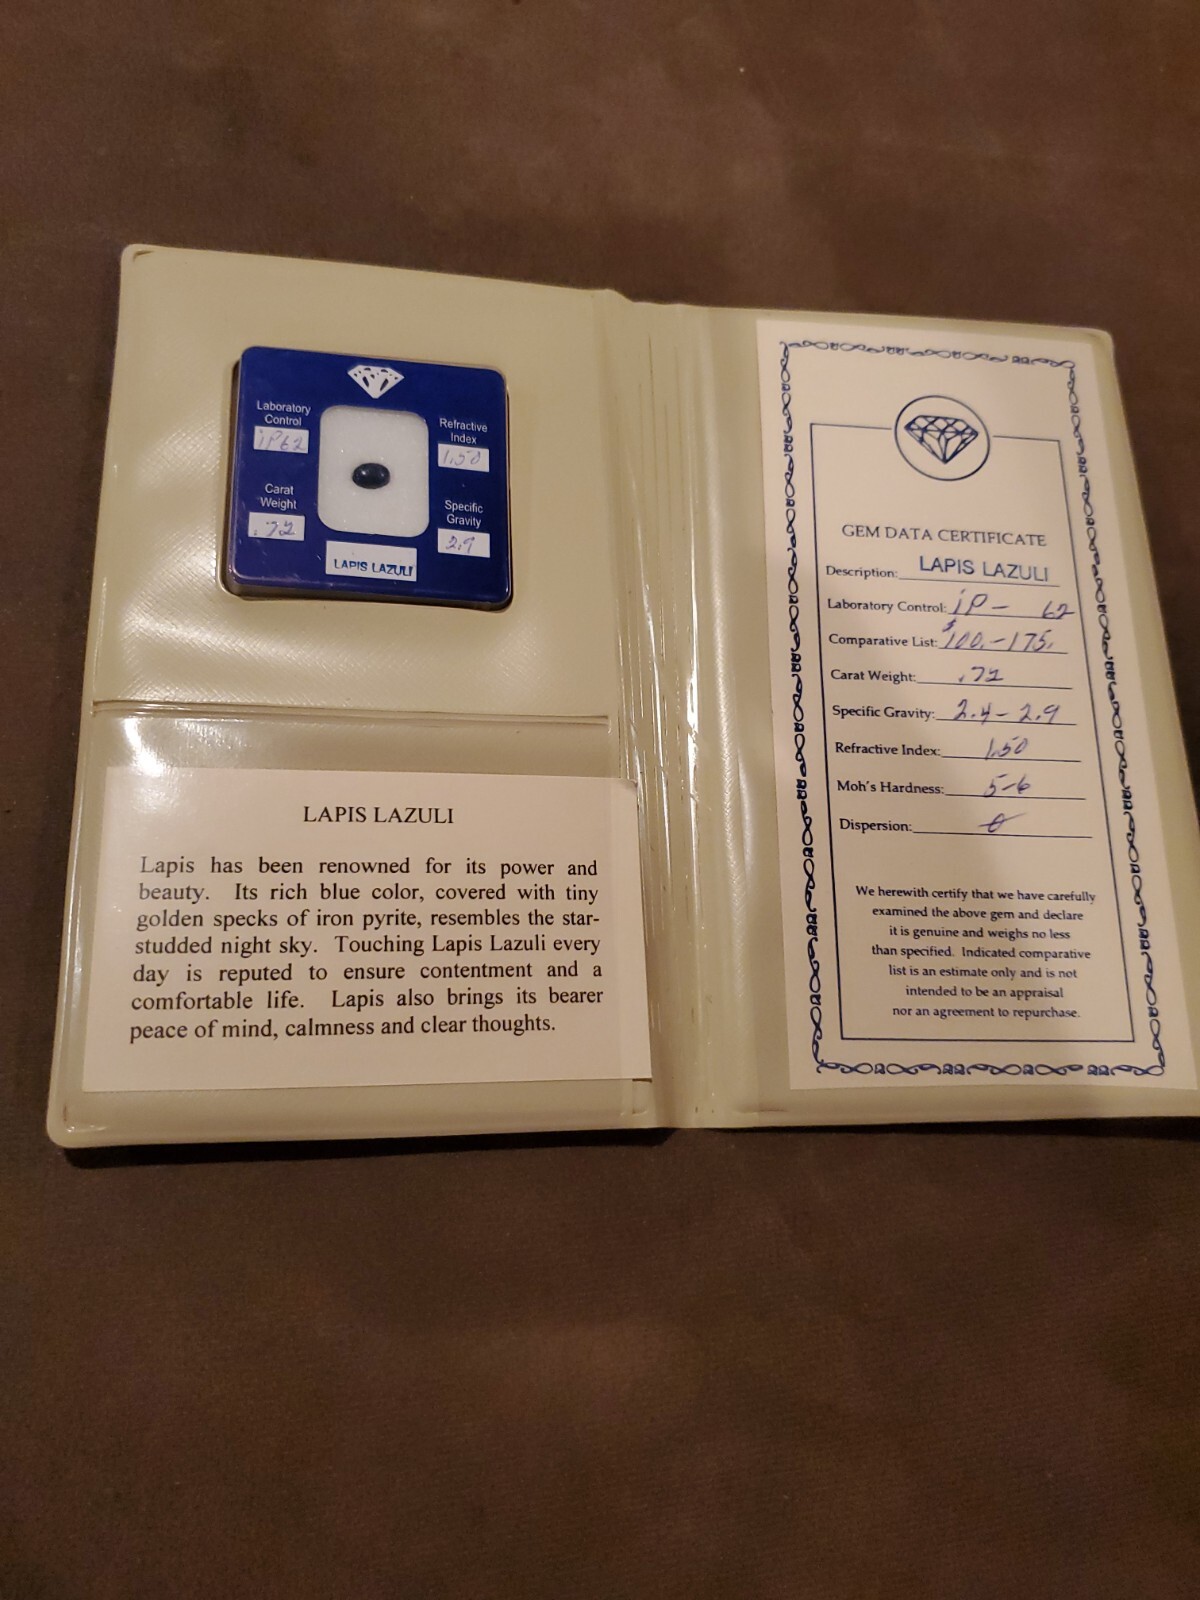 Laboratory
Control
iP62
Refractive
Index
1.50
Carat
Weight
.72
Specific
Gravity
2.9
LAPIS LAZULI
LAPIS LAZULI
Lapis has been renowned for its power and
beauty. Its rich blue color, covered with tiny
golden specks of iron pyrite, resembles the star-
studded night sky. Touching Lapis Lazuli every
day is reputed to ensure contentment and a
comfortable life. Lapis also brings its bearer
peace of mind, calmness and clear thoughts.
GEM DATA CERTIFICATE
Description: LAPIS LAZULI
Laboratory Control: iP- 62
Comparative List: $100.-175.
Carat Weight: .72
Specific Gravity: 2.4-2.9
Refractive Index: 1.50
Moh's Hardness: 5-6
Dispersion: 0
We herewith certify that we have carefully
examined the above gem and declare
it is genuine and weighs no less
than specified. Indicated comparative
list is an estimate only and is not
intended to be an appraisal
nor an agreement to repurchase.